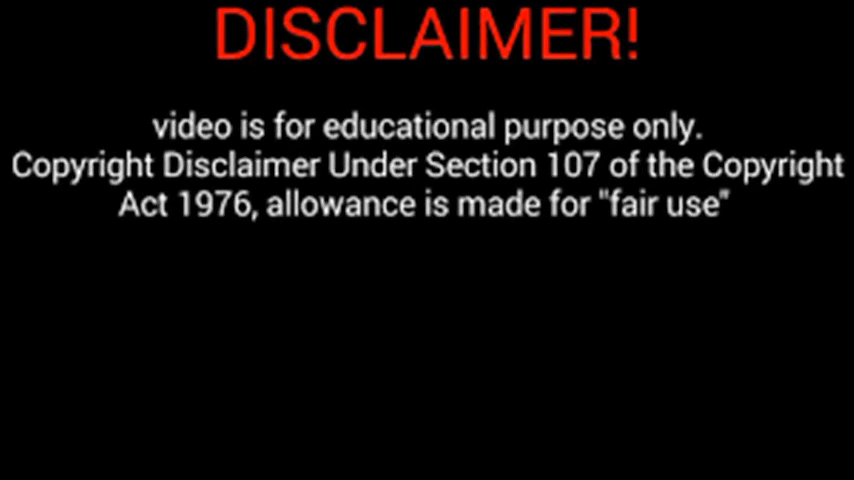 DISCLAIMER!
video is for educational purpose only.
Copyright Disclaimer Under Section 107 of the Copyright
Act 1976, allowance is made for "fair use"